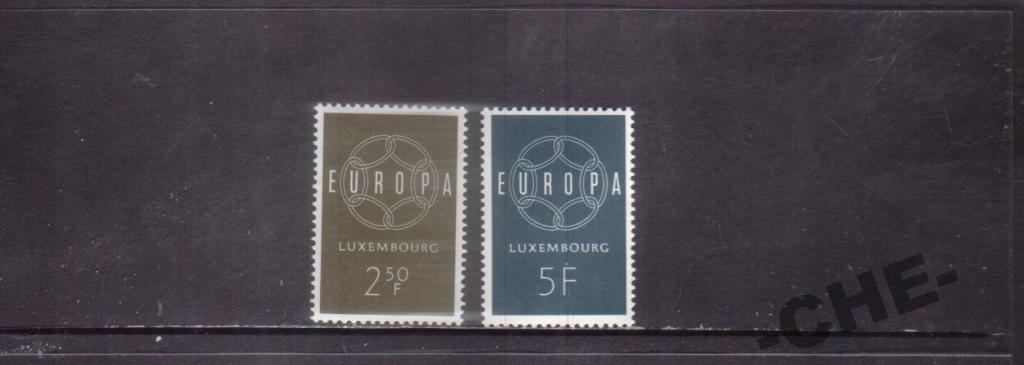 EUROPA
LUXEMBOURG
2 50 F
EUROPA
LUXEMBOURG
5F
-CHE-